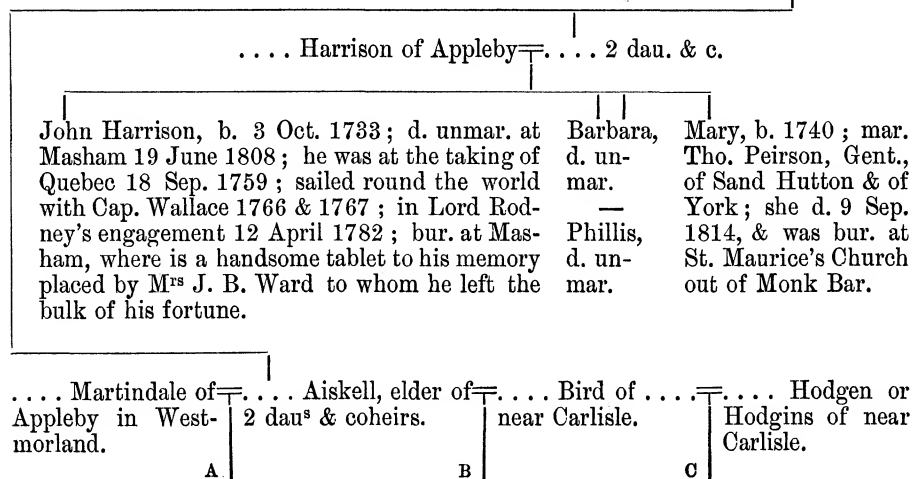 .... Harrison of Appleby=.... 2 dau. & c.
John Harrison, b. 3 Oct. 1733; d. unmar. at
Masham 19 June 1808; he was at the taking of
Quebec 18 Sep. 1759; sailed round the world
with Cap. Wallace 1766 & 1767; in Lord Rod-
ney's engagement 12 April 1782; bur. at Mas-
ham, where is a handsome tablet to his memory
placed by Mrs J. B. Ward to whom he left the
bulk of his fortune.
Barbara,
d. un-
mar.
—
Phillis,
d. un-
mar.
Mary, b. 1740; mar.
Tho. Peirson, Gent.,
of Sand Hutton & of
York; she d. 9 Sep.
1814, & was bur. at
St. Maurice's Church
out of Monk Bar.
.... Martindale of=
Appleby in West-
morland.
A
.... Aiskell, elder of=
2 daus & coheirs.
B
.... Bird of ....=
near Carlisle.
C
.... Hodgen or
Hodgins of near
Carlisle.